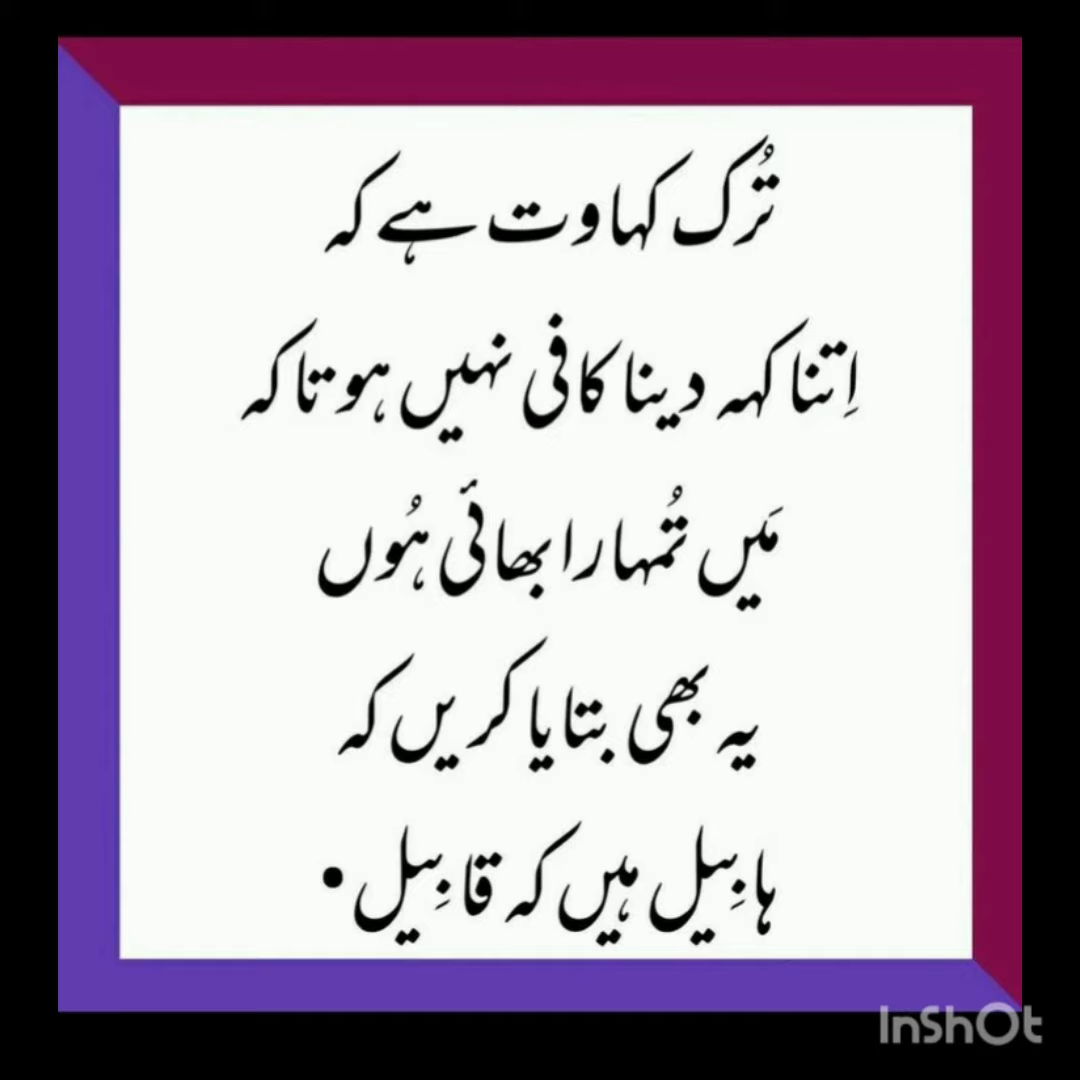 تُرک کہاوت ہے کہ
اِتنا کہہ دینا کافی نہیں ہوتا کہ
مَیں تُمہارا بھائی ہُوں
یہ بھی بتایا کریں کہ
ہابِیل ہیں کہ قابِیل •
InShOt